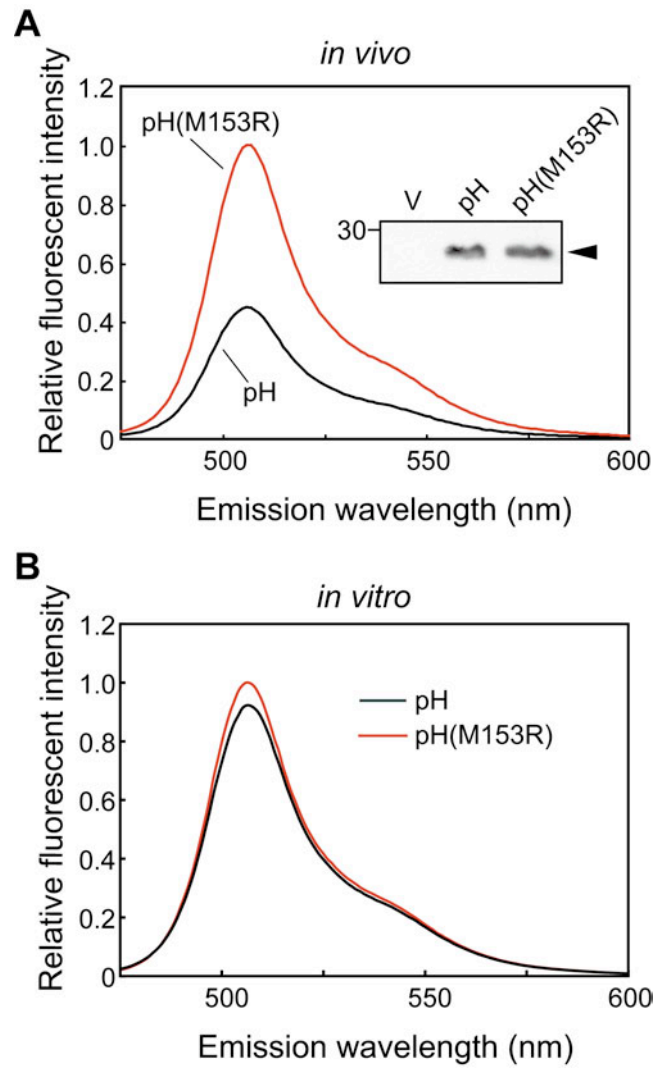 A
in vivo
Relative fluorescent intensity
1.2
1.0
0.8
0.6
0.4
0.2
0
pH(M153R)
pH
V
pH
pH(M153R)
30
500
550
600
Emission wavelength (nm)
B
in vitro
Relative fluorescent intensity
1.2
1.0
0.8
0.6
0.4
0.2
0
pH
pH(M153R)
500
550
600
Emission wavelength (nm)